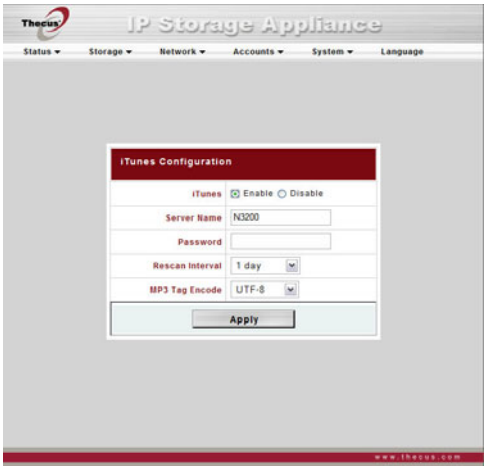 Thecus
IP Storage Appliance
Status Storage Network Accounts System Language
iTunes Configuration
iTunes Enable Disable
Server Name N3200
Password
Rescan Interval 1 day
MP3 Tag Encode UTF-8
Apply
www.thecus.com